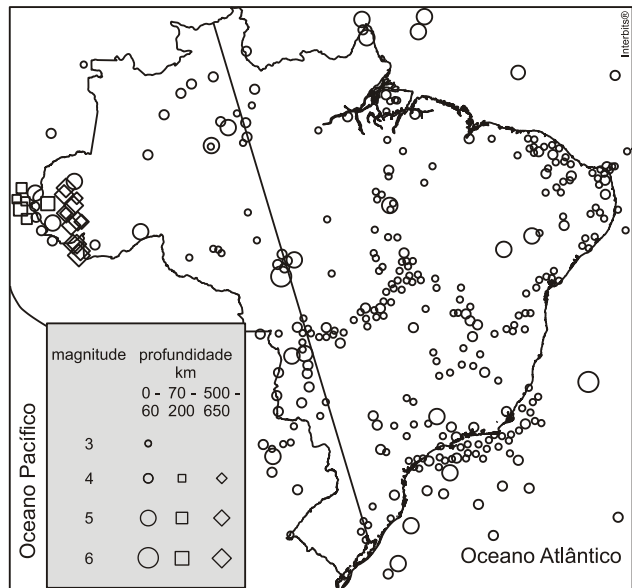 Interbits®
magnitude profundidade
km
0 - 70 - 500 -
60 200 650
3
4
5
6
Oceano Pacífico
Oceano Atlântico